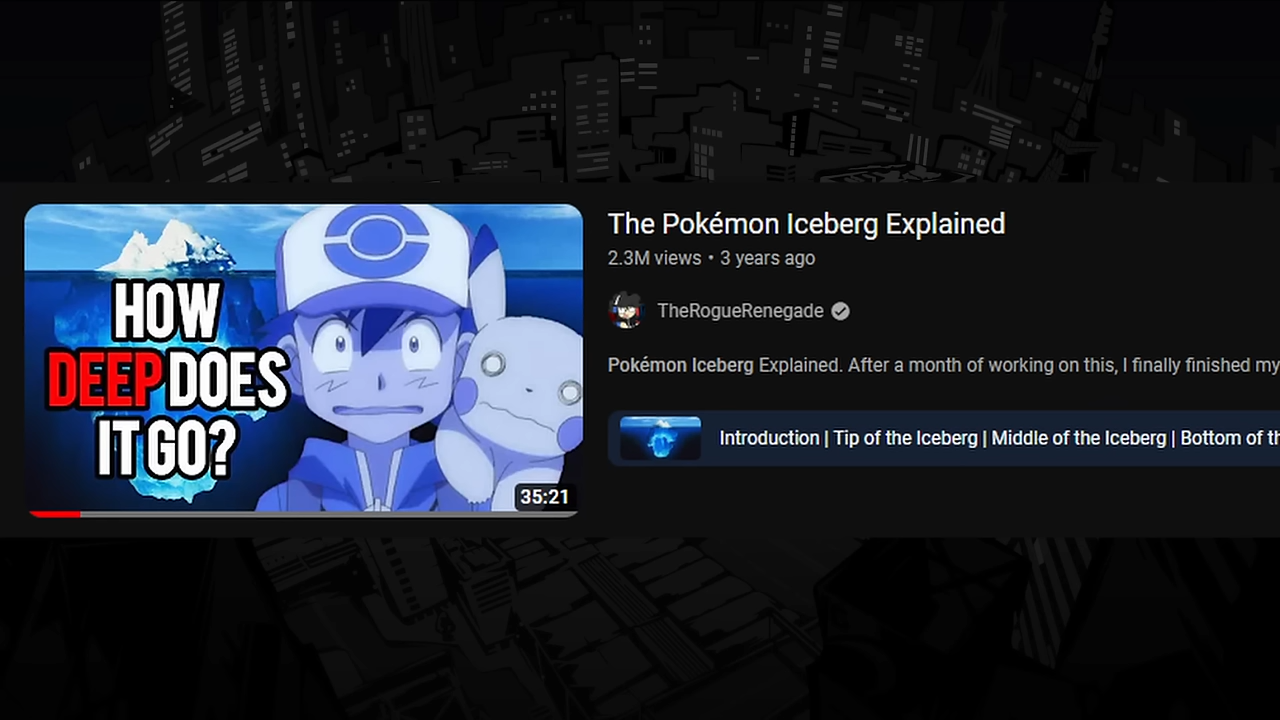 HOW
DEEP DOES
IT GO?
35:21
The Pokémon Iceberg Explained
2.3M views • 3 years ago
TheRogueRenegade
Pokémon Iceberg Explained. After a month of working on this, I finally finished my
Introduction | Tip of the Iceberg | Middle of the Iceberg | Bottom of th